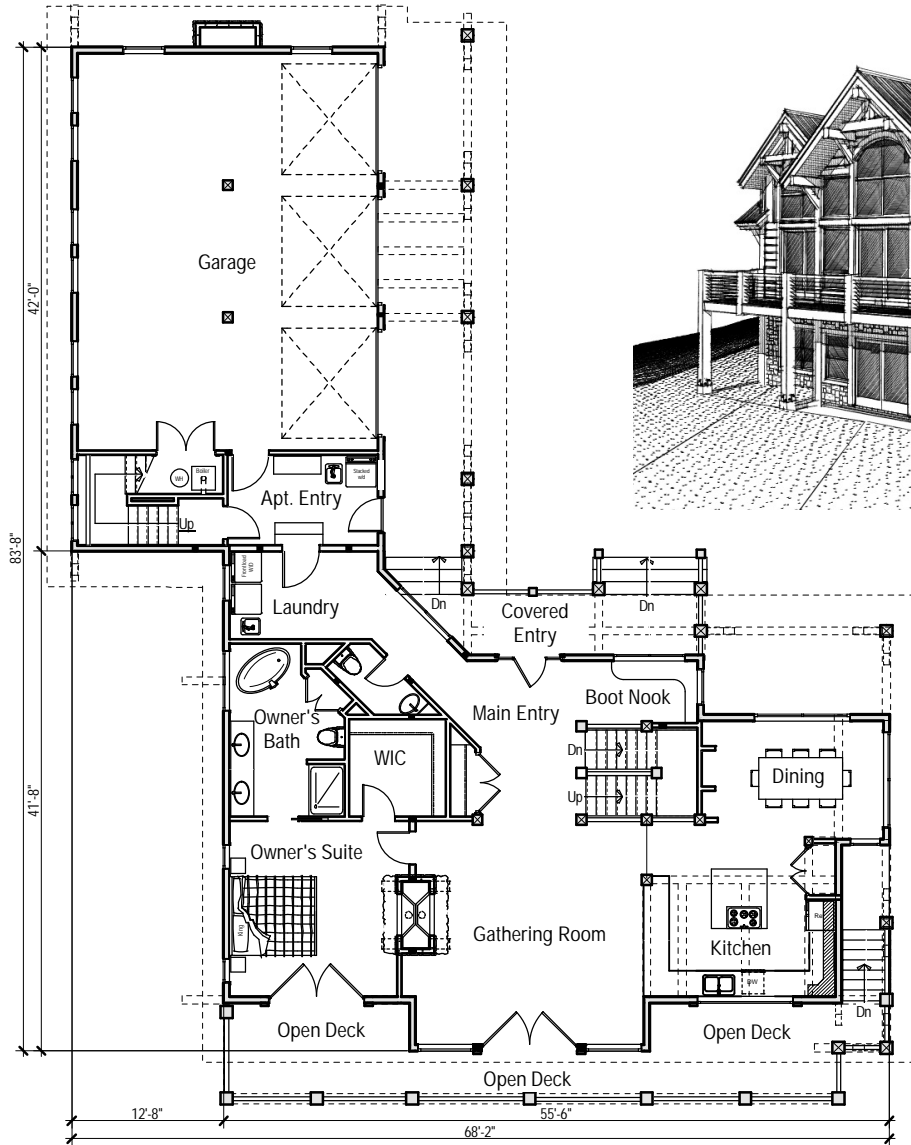 Garage
42'-0"
83'-8"
WH
Boiler
Stacked
w/d
Apt. Entry
Up
Frontload
W/D
Laundry
Dn
Covered
Entry
Dn
Boot Nook
Main Entry
Owner's
Bath
WIC
Dn
Up
Dining
41'-8"
Owner's Suite
King
Gathering Room
Kitchen
DW
Dn
Open Deck
Open Deck
Open Deck
12'-8"
55'-6"
68'-2"